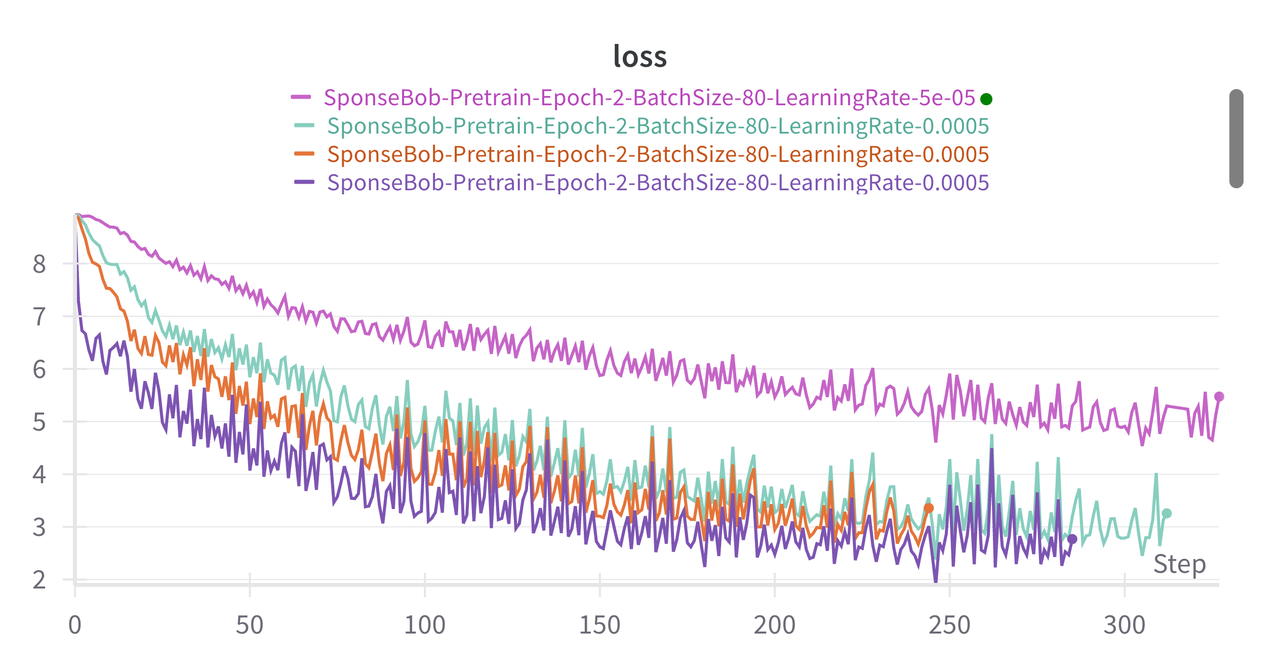 loss
SponseBob-Pretrain-Epoch-2-BatchSize-80-LearningRate-5e-05
SponseBob-Pretrain-Epoch-2-BatchSize-80-LearningRate-0.0005
SponseBob-Pretrain-Epoch-2-BatchSize-80-LearningRate-0.0005
SponseBob-Pretrain-Epoch-2-BatchSize-80-LearningRate-0.0005
8
7
6
5
4
3
2
Step
0 50 100 150 200 250 300